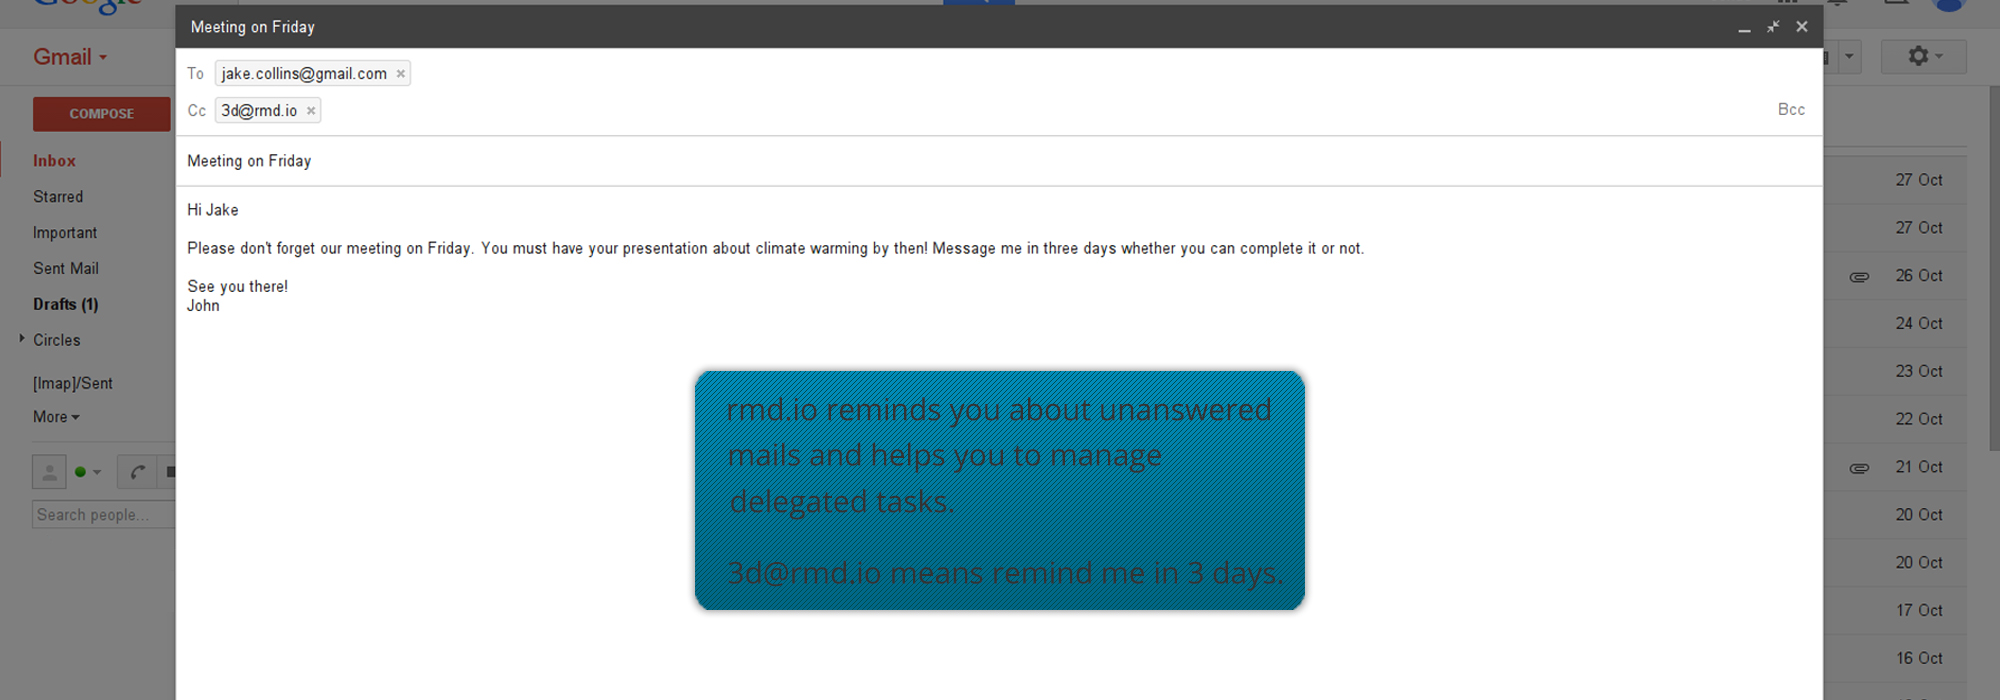 Google
Meeting on Friday
Gmail
To jake.collins@gmail.com ×
Cc 3d@rmd.io ×
Bcc
COMPOSE
Meeting on Friday
Inbox
Starred
Important
Sent Mail
Drafts (1)
Circles
[Imap]/Sent
More
Search people...
Hi Jake
Please don't forget our meeting on Friday. You must have your presentation about climate warming by then! Message me in three days whether you can complete it or not.
See you there!
John
rmd.io reminds you about unanswered
mails and helps you to manage
delegated tasks.
3d@rmd.io means remind me in 3 days.
27 Oct
27 Oct
26 Oct
24 Oct
23 Oct
22 Oct
21 Oct
20 Oct
20 Oct
17 Oct
16 Oct